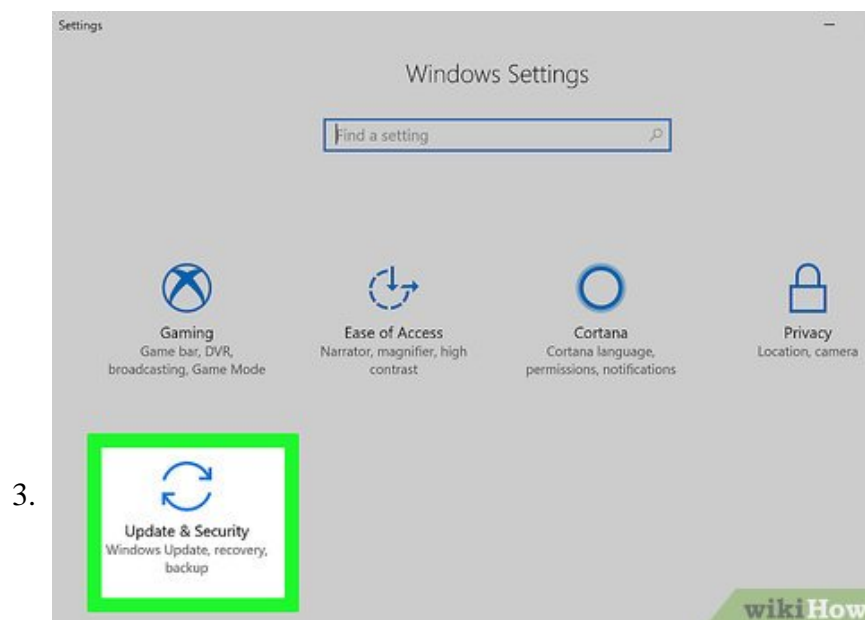 Settings
Windows Settings
Find a setting
Gaming
Game bar, DVR,
broadcasting, Game Mode
Ease of Access
Narrator, magnifier, high
contrast
Cortana
Cortana language,
permissions, notifications
Privacy
Location, camera
3.
Update & Security
Windows Update, recovery,
backup
wikiHow